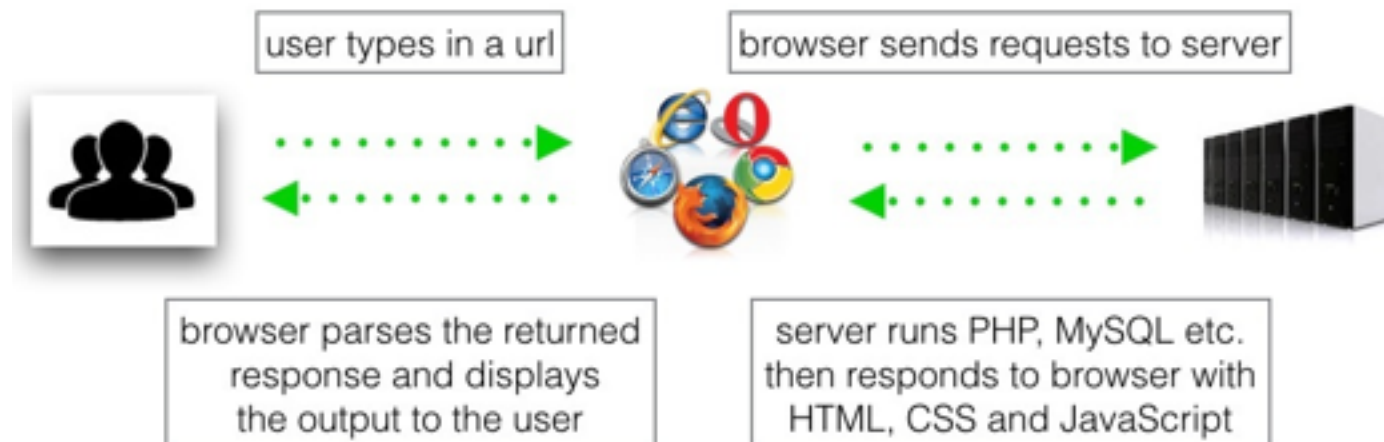 user types in a url
browser sends requests to server
browser parses the returned
response and displays
the output to the user
server runs PHP, MySQL etc.
then responds to browser with
HTML, CSS and JavaScript